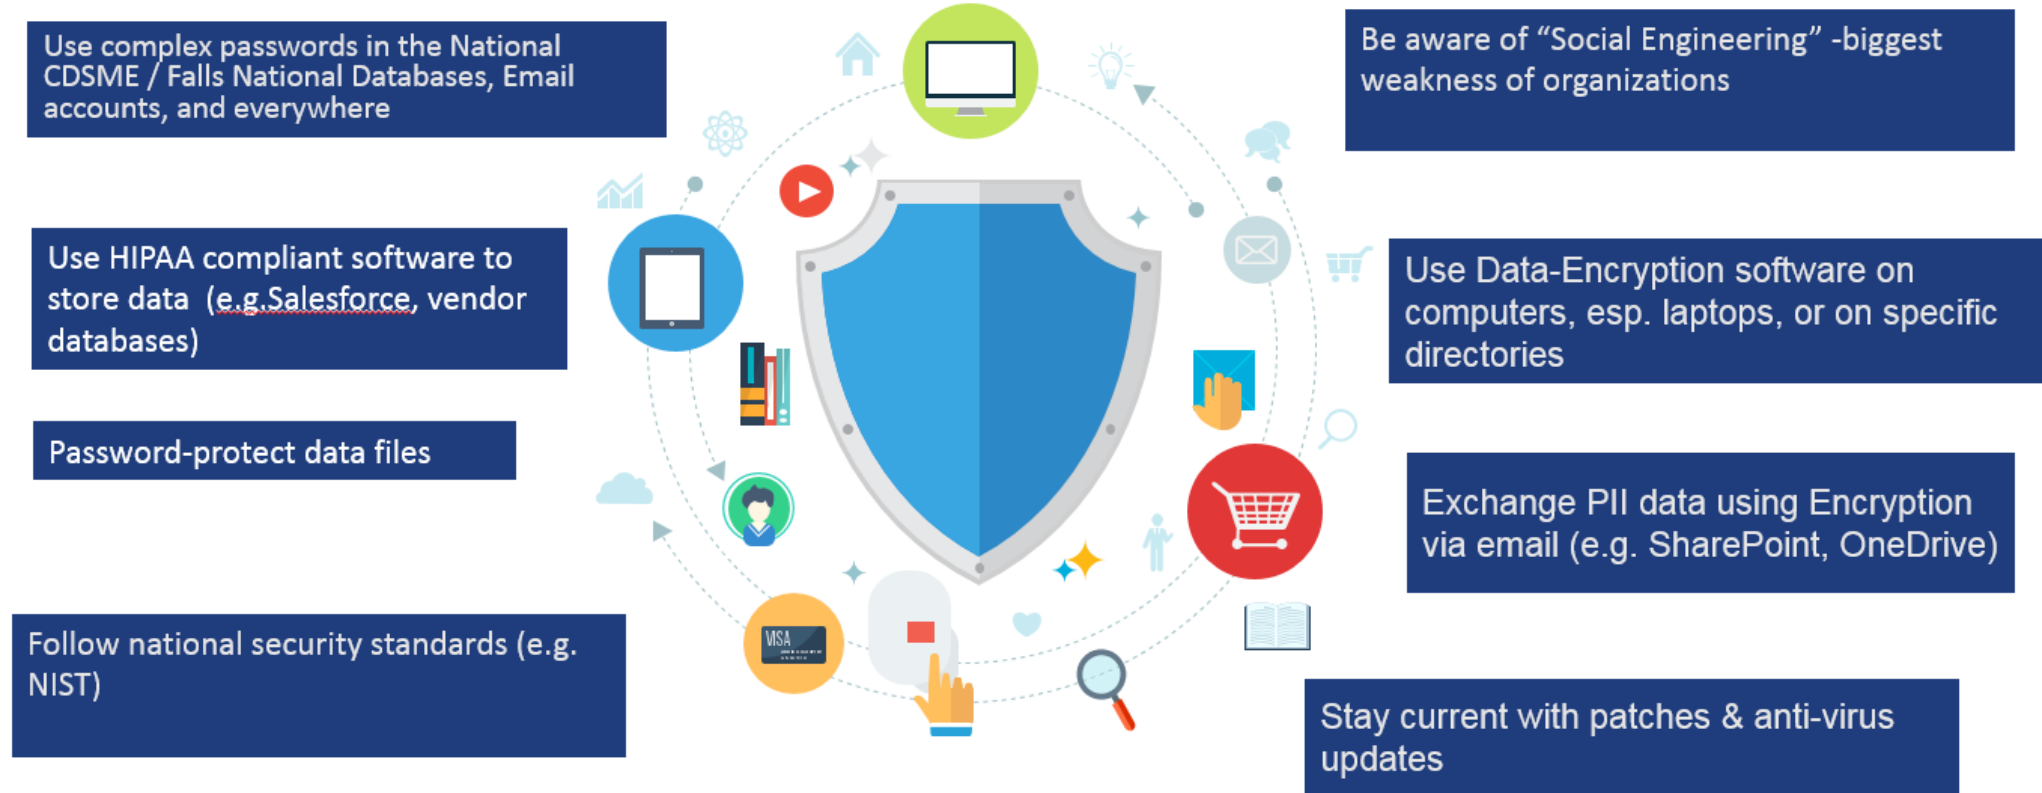 Use complex passwords in the National
CDSME / Falls National Databases, Email
accounts, and everywhere
Use HIPAA compliant software to
store data  (e.g.Salesforce, vendor
databases)
Password-protect data files
Follow national security standards (e.g.
NIST)
VISA
Be aware of “Social Engineering” -biggest
weakness of organizations
Use Data-Encryption software on
computers, esp. laptops, or on specific
directories
Exchange PII data using Encryption
via email (e.g. SharePoint, OneDrive)
Stay current with patches & anti-virus
updates